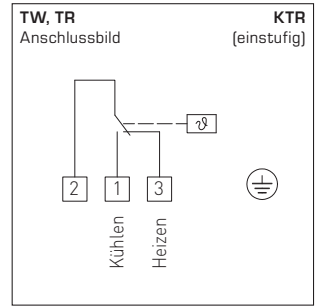 TW, TR KTR
Anschlussbild (einstufig)
ϑ
2 1 3
Kühlen
Heizen